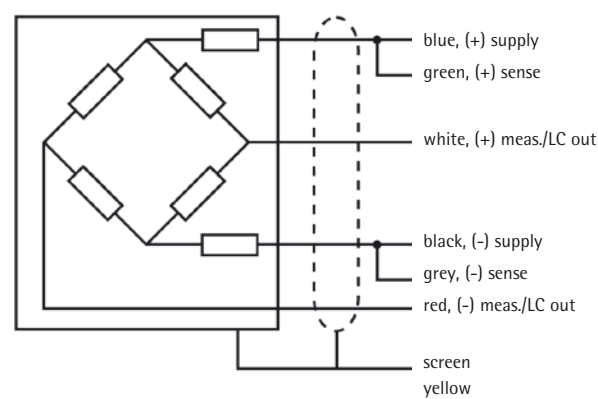 blue, (+) supply
green, (+) sense
white, (+) meas./LC out
black, (-) supply
grey, (-) sense
red, (-) meas./LC out
screen
yellow